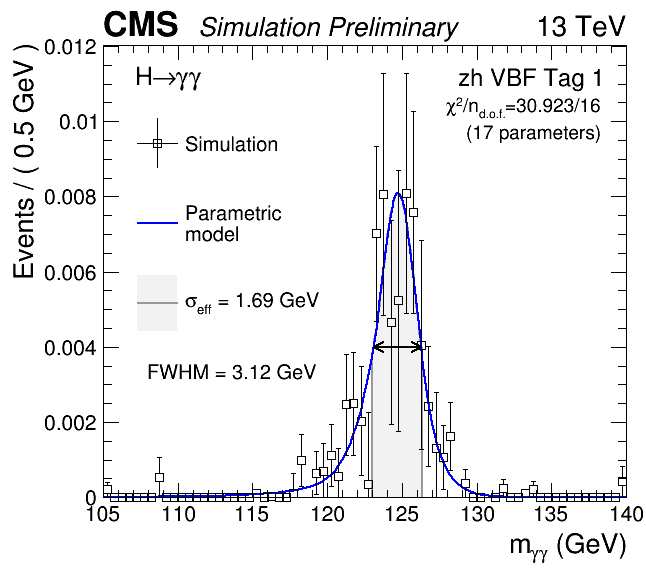 CMS Simulation Preliminary 13 TeV
Events / ( 0.5 GeV )
0.012
0.01
0.008
0.006
0.004
0.002
0
H→γγ
zh VBF Tag 1
χ²/n_d.o.f.=30.923/16
(17 parameters)
Simulation
Parametric
model
σ_eff = 1.69 GeV
FWHM = 3.12 GeV
105 110 115 120 125 130 135 140
m_γγ (GeV)